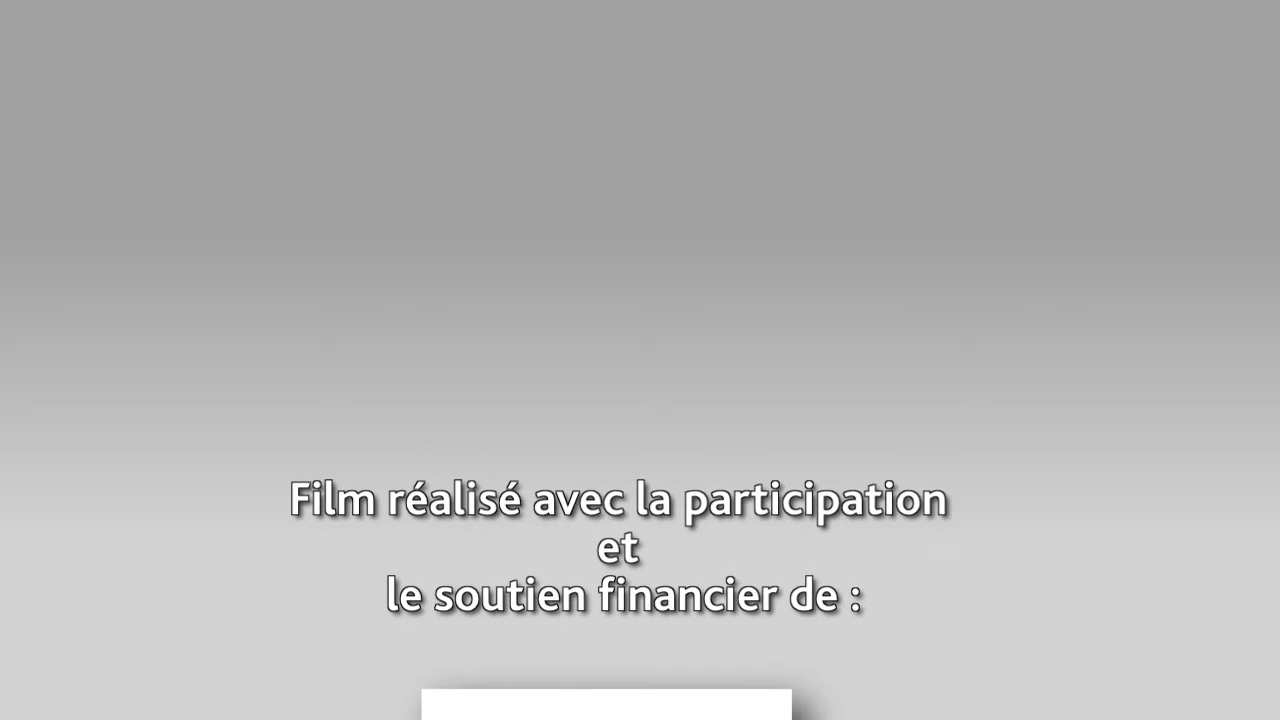 Film réalisé avec la participation
et
le soutien financier de :